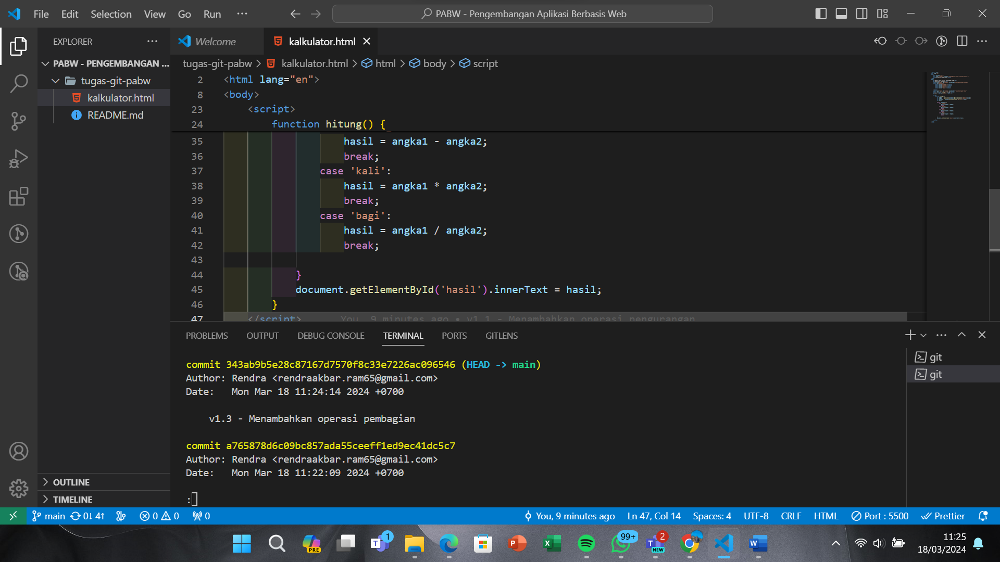 File Edit Selection View Go Run ···
PABW - Pengembangan Aplikasi Berbasis Web
EXPLORER
PABW - PENGEMBANGAN ...
tugas-git-pabw
kalkulator.html
README.md
OUTLINE
TIMELINE
Welcome
kalkulator.html
tugas-git-pabw > kalkulator.html > html > body > script
2 <html lang="en">
8 <body>
23 <script>
24 function hitung() {
35 hasil = angka1 - angka2;
36 break;
37 case 'kali':
38 hasil = angka1 * angka2;
39 break;
40 case 'bagi':
41 hasil = angka1 / angka2;
42 break;
43
44 }
45 document.getElementById('hasil').innerText = hasil;
46 }
47 </script> You, 9 minutes ago • v1.1 - Menambahkan operasi pengurangan
PROBLEMS OUTPUT DEBUG CONSOLE TERMINAL PORTS GITLENS
commit 343ab9b5e28c87167d7570f8c33e7226ac096546 (HEAD -> main)
Author: Rendra <rendraakbar.ram65@gmail.com>
Date: Mon Mar 18 11:24:14 2024 +0700
v1.3 - Menambahkan operasi pembagian
commit a765878d6c09bc857ada55ceeff1ed9ec41dc5c7
Author: Rendra <rendraakbar.ram65@gmail.com>
Date: Mon Mar 18 11:22:09 2024 +0700
:
git
git
main 0↓ 4↑ 0 0 0 You, 9 minutes ago Ln 47, Col 14 Spaces: 4 UTF-8 CRLF HTML Port : 5500 Prettier
PRE T 1 P X 99+ T 2 NEW W
11:25
18/03/2024